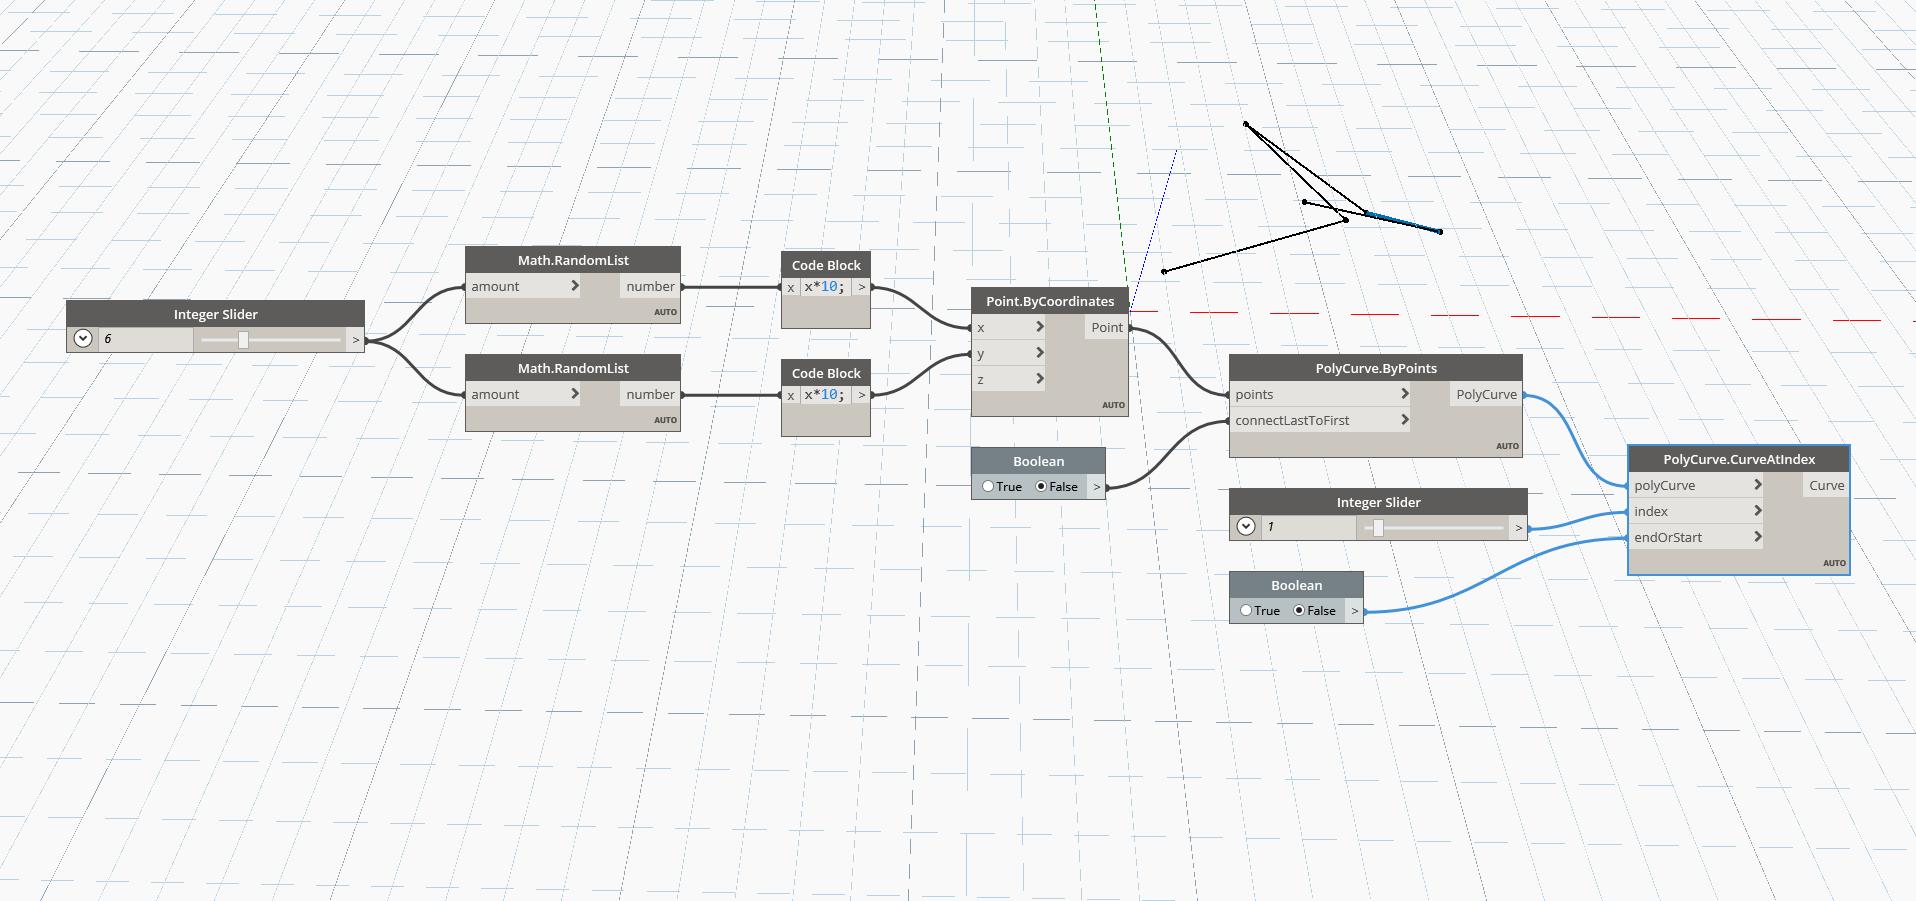 Integer Slider
6 >
Math.RandomList
amount > number
AUTO
Math.RandomList
amount > number
AUTO
Code Block
x x*10; >
Code Block
x x*10; >
Point.ByCoordinates
x > Point
y >
z >
AUTO
Boolean
True False >
PolyCurve.ByPoints
points > PolyCurve
connectLastToFirst >
AUTO
Integer Slider
1 >
Boolean
True False >
PolyCurve.CurveAtIndex
polyCurve > Curve
index >
endOrStart >
AUTO